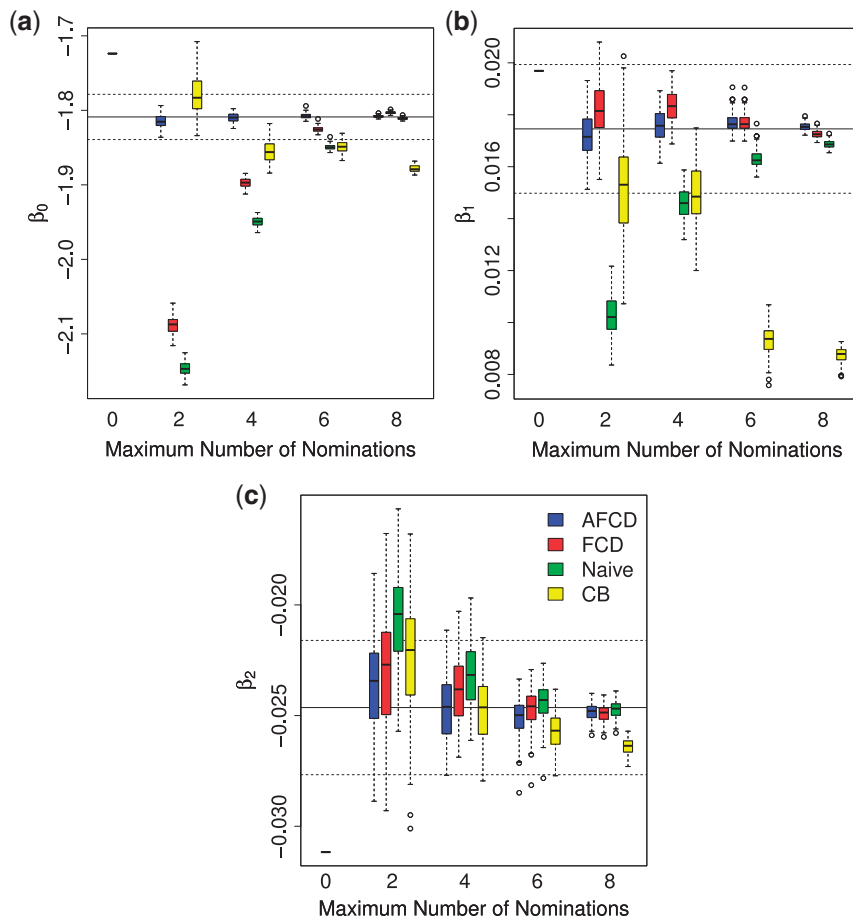 (a)
−1.7
−1.8
−1.9
−2.0
−2.1
β0
0 2 4 6 8
Maximum Number of Nominations
(b)
0.020
0.016
0.012
0.008
β1
0 2 4 6 8
Maximum Number of Nominations
(c)
AFCD
FCD
Naive
CB
−0.020
−0.025
−0.030
β2
0 2 4 6 8
Maximum Number of Nominations